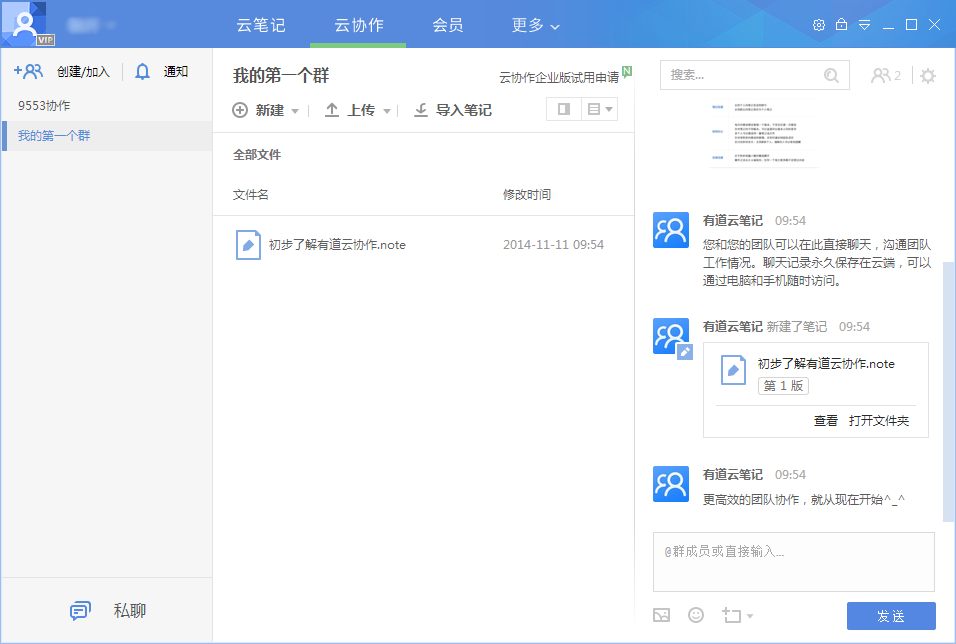 VIP
云笔记
云协作
会员
更多
创建/加入
通知
9553协作
我的第一个群
私聊
我的第一个群
云协作企业版试用申请
N
新建
上传
导入笔记
全部文件
文件名
修改时间
初步了解有道云协作.note
2014-11-11 09:54
搜索...
2
有道云笔记 09:54
您和您的团队可以在此直接聊天，沟通团队
工作情况。聊天记录永久保存在云端，可以
通过电脑和手机随时访问。
有道云笔记 新建了笔记 09:54
初步了解有道云协作.note
第 1 版
查看 打开文件夹
有道云笔记 09:54
更高效的团队协作，就从现在开始^_^
@群成员或直接输入...
发送